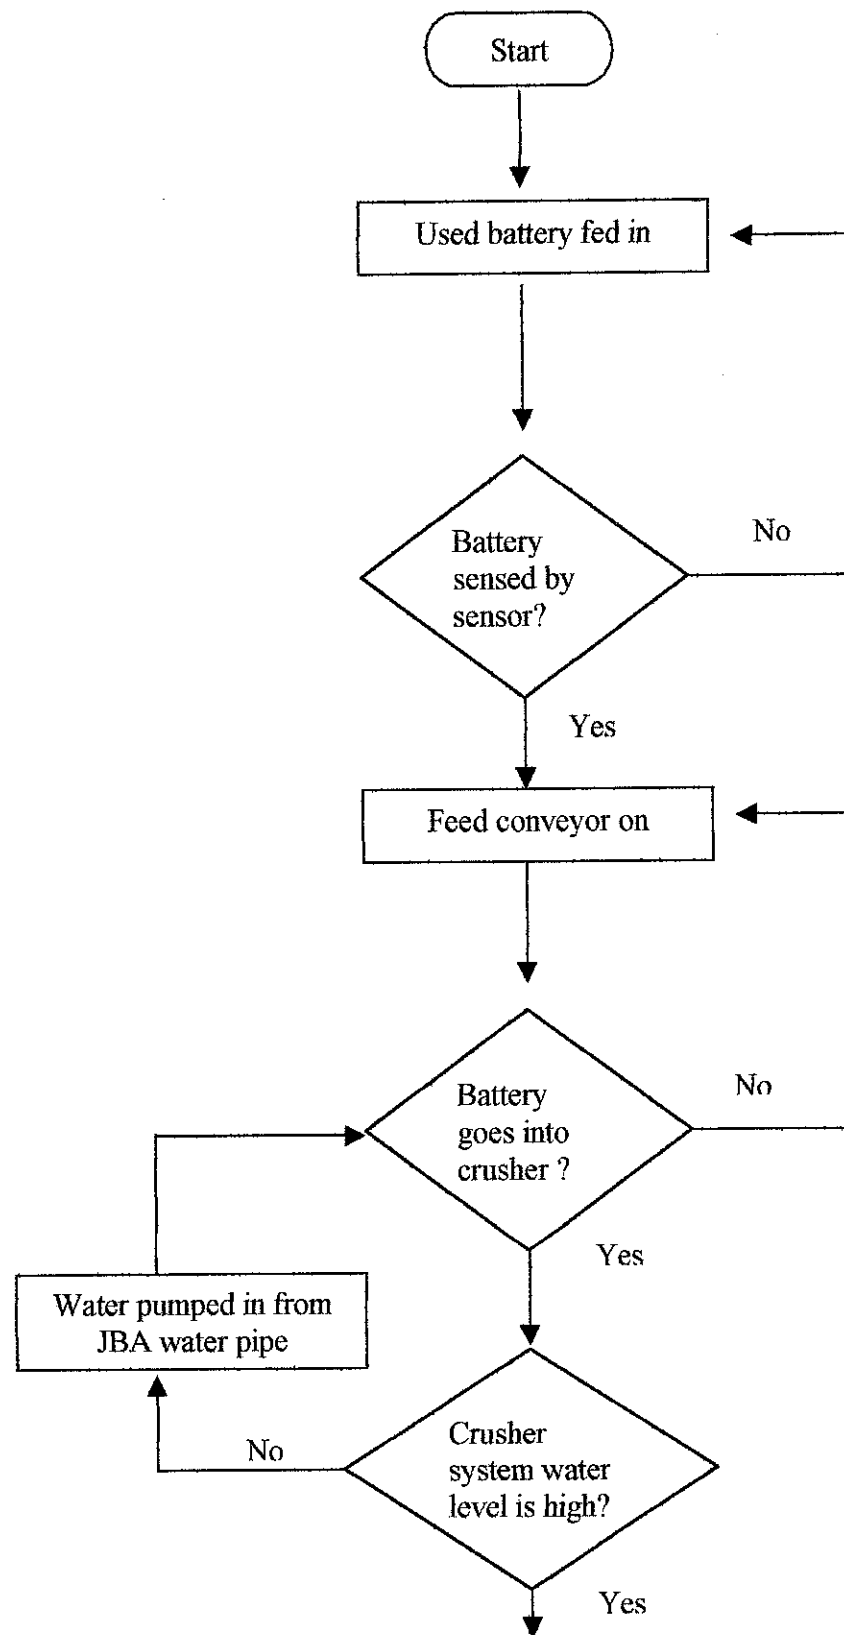 Start
Used battery fed in
Battery
sensed by
sensor?
No
Yes
Feed conveyor on
Battery
goes into
crusher ?
No
Yes
Water pumped in from
JBA water pipe
No
Crusher
system water
level is high?
Yes